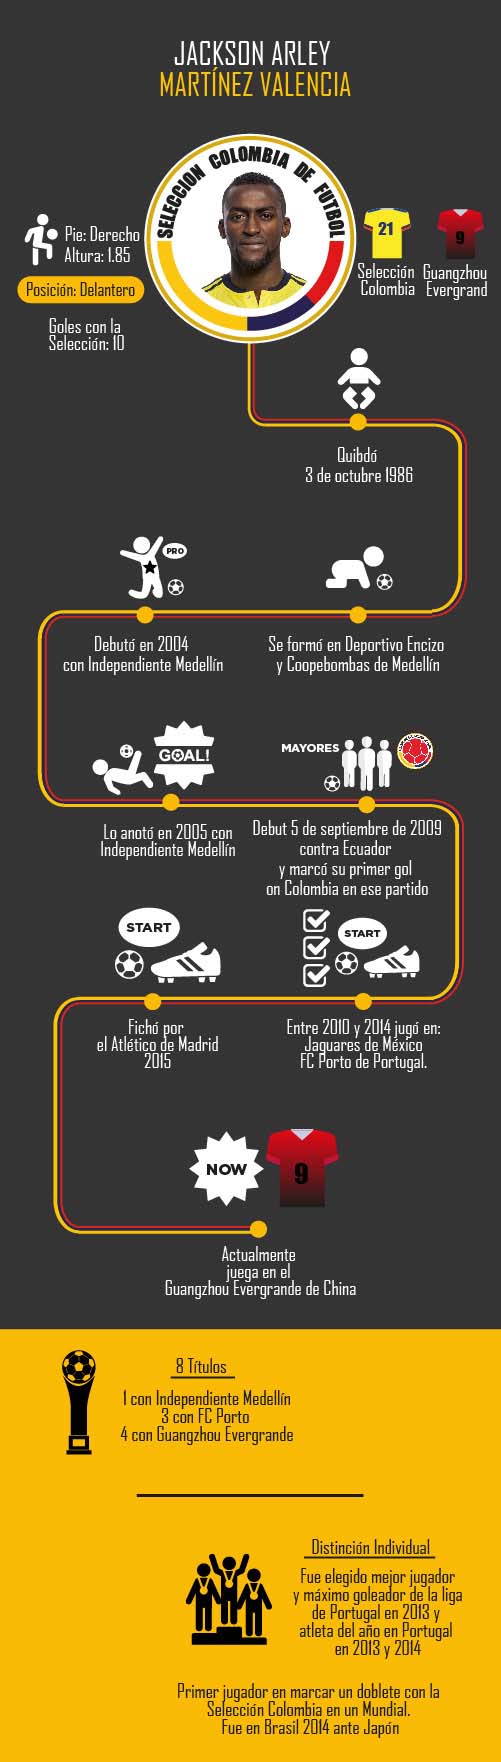 JACKSON ARLEY
MARTÍNEZ VALENCIA
SELECCION COLOMBIA DE FUTBOL
Pie: Derecho
Altura: 1.85
Posición: Delantero
Goles con la
Selección: 10
21
Selección
Colombia
9
Guangzhou
Evergrand
Quibdó
3 de octubre 1986
PRO
Debutó en 2004
con Independiente Medellín
Se formó en Deportivo Encizo
y Coopebombas de Medellín
GOAL!
Lo anotó en 2005 con
Independiente Medellín
MAYORES
Debut 5 de septiembre de 2009
contra Ecuador
y marcó su primer gol
on Colombia en ese partido
START
Fichó por
el Atlético de Madrid
2015
START
Entre 2010 y 2014 jugó en:
Jaguares de México
FC Porto de Portugal.
NOW
9
Actualmente
juega en el
Guangzhou Evergrande de China
8 Títulos
1 con Independiente Medellín
3 con FC Porto
4 con Guangzhou Evergrande
Distinción Individual
Fue elegido mejor jugador
y máximo goleador de la liga
de Portugal en 2013 y
atleta del año en Portugal
en 2013 y 2014
Primer jugador en marcar un doblete con la
Selección Colombia en un Mundial.
Fue en Brasil 2014 ante Japón